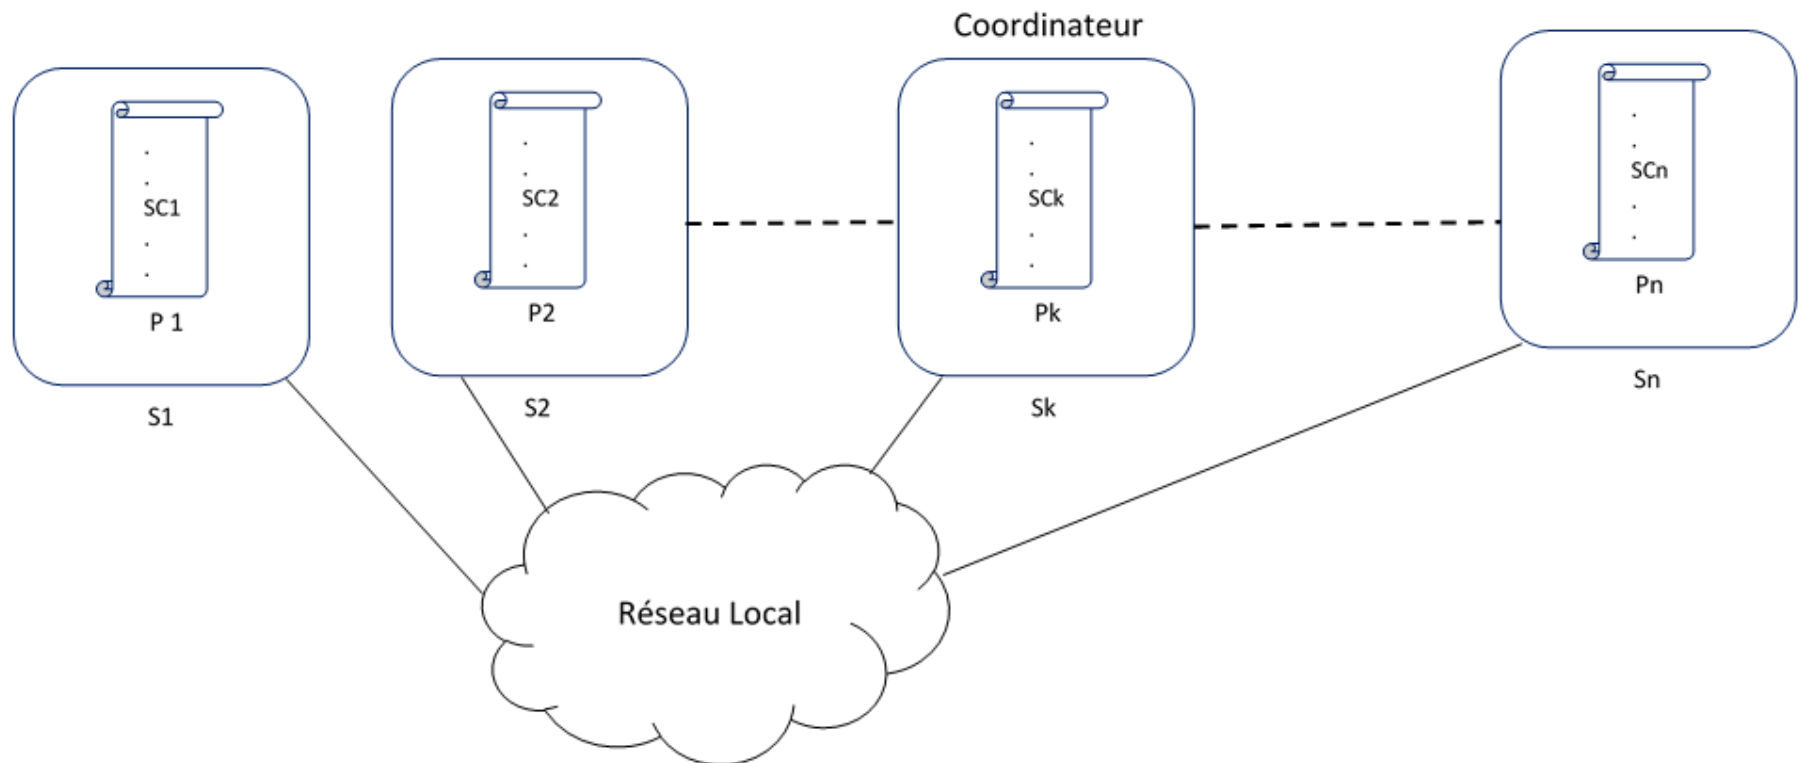 Coordinateur
SC1
P 1
S1
SC2
P2
S2
SCk
Pk
Sk
SCn
Pn
Sn
Réseau Local